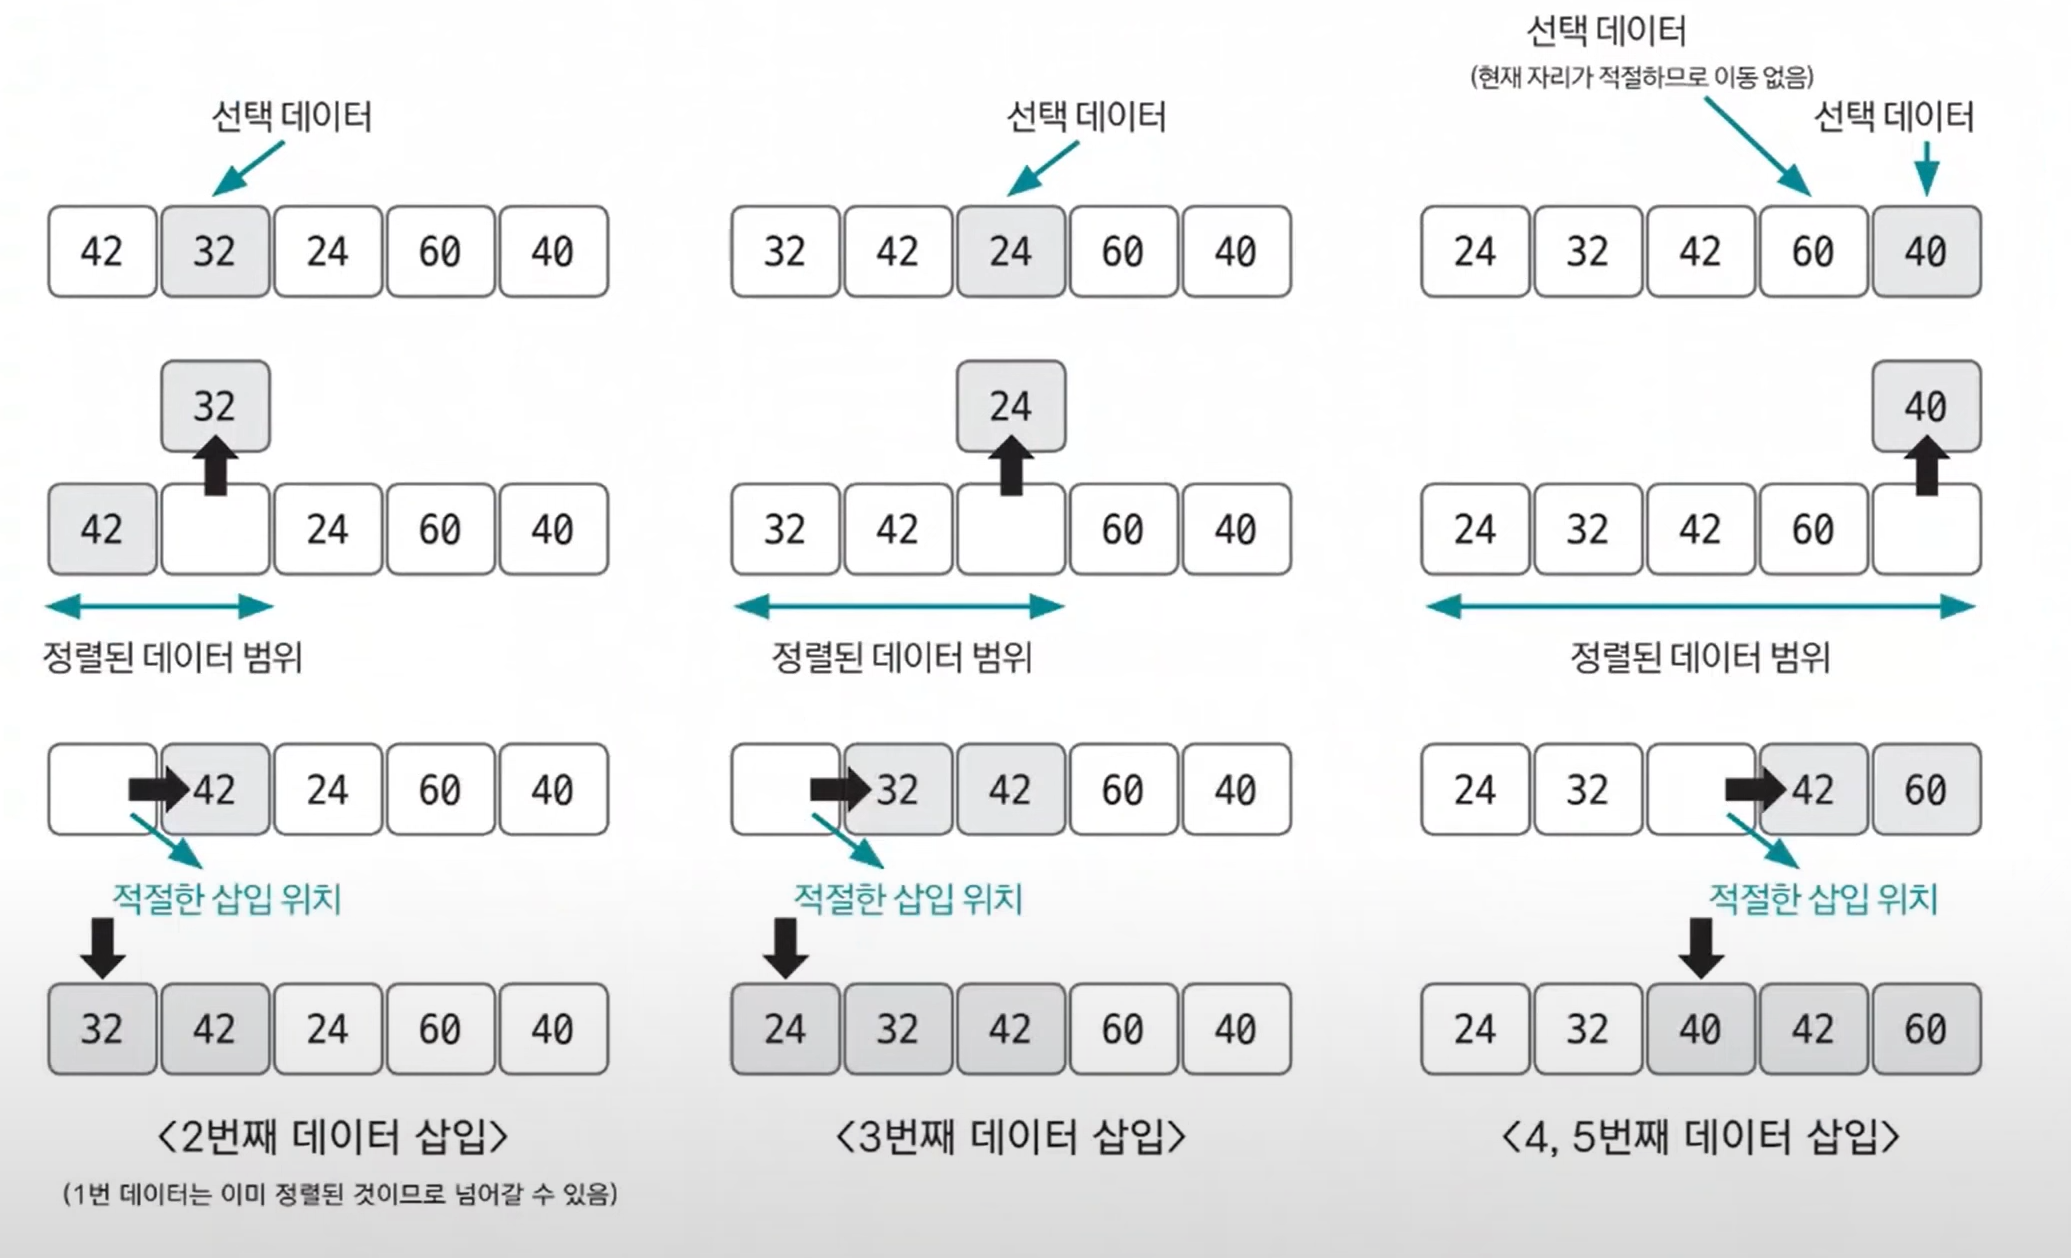 선택 데이터
42 32 24 60 40
32
42 24 60 40
정렬된 데이터 범위
42 24 60 40
적절한 삽입 위치
32 42 24 60 40
<2번째 데이터 삽입>
(1번 데이터는 이미 정렬된 것이므로 넘어갈 수 있음)
선택 데이터
32 42 24 60 40
24
32 42 60 40
정렬된 데이터 범위
32 42 60 40
적절한 삽입 위치
24 32 42 60 40
<3번째 데이터 삽입>
선택 데이터
(현재 자리가 적절하므로 이동 없음)
선택 데이터
24 32 42 60 40
40
24 32 42 60
정렬된 데이터 범위
24 32 42 60
적절한 삽입 위치
24 32 40 42 60
<4, 5번째 데이터 삽입>